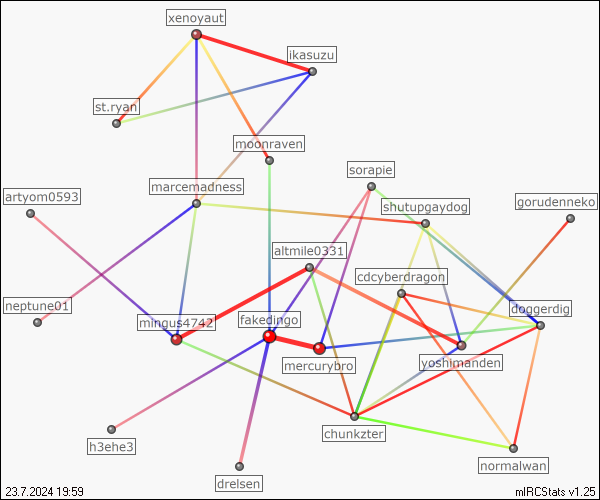 xenoyaut
ikasuzu
st.ryan
moonraven
sorapie
marcemadness
artyom0593
gorudenneko
shutupgaydog
altmile0331
cdcyberdragon
neptune01
mingus4742
fakedingo
doggerdig
mercurybro
yoshimanden
chunkzter
h3ehe3
normalwan
drelsen
23.7.2024 19:59
mIRCStats v1.25